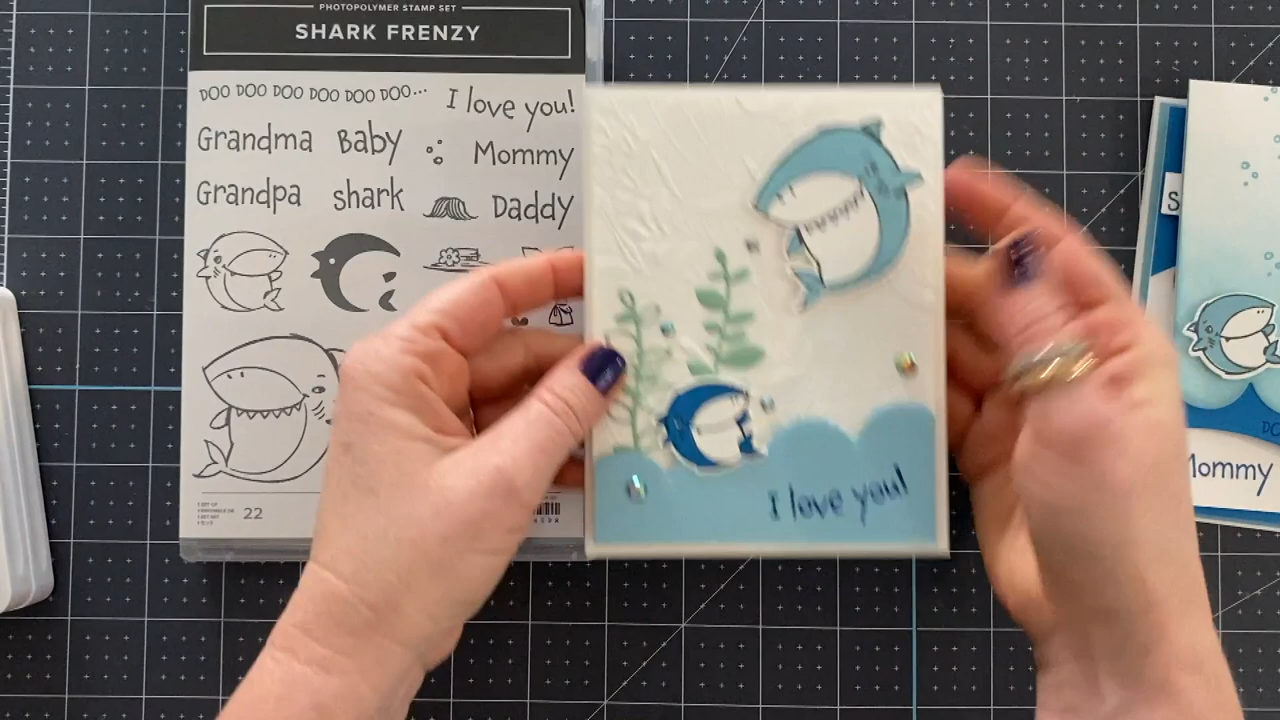 PHOTOPOLYMER STAMP SET
SHARK FRENZY
DOO DOO DOO DOO DOO DOO...
I love you!
Grandma Baby
Mommy
Grandpa shark
Daddy
22
I love you!
S
DO
Mommy